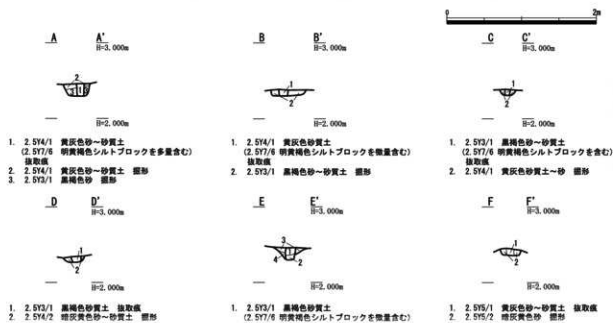 0 2m
A A'
H=3.000m
2
1
H=2.000m
1. 2.5Y4/1 黄灰色砂~砂質土
(2.5Y7/6 明黄褐色シルトブロックを多量含む)
抜取痕
2. 2.5Y4/1 黄灰色砂~砂質土 掘形
3. 2.5Y3/1 黒褐色砂 掘形
B B'
H=3.000m
1
2
H=2.000m
1. 2.5Y4/1 黄灰色砂~砂質土
(2.5Y7/6 明黄褐色シルトブロックを微量含む)
抜取痕
2. 2.5Y3/1 黒褐色砂~砂質土 掘形
C C'
H=3.000m
1
2
H=2.000m
1. 2.5Y3/1 黒褐色砂~砂質土
(2.5Y7/6 明黄褐色シルトブロックを含む)
抜取痕
2. 2.5Y4/1 黄灰色砂質土~砂 掘形
D D'
H=3.000m
1
2
H=2.000m
1. 2.5Y3/1 黒褐色砂質土 抜取痕
2. 2.5Y4/2 暗灰黄色砂~砂質土 掘形
E E'
H=3.000m
3
1
4 2
H=2.000m
1. 2.5Y3/1 黒褐色砂質土
(2.5Y7/6 明黄褐色シルトブロックを微量含む)
F F'
H=3.000m
1
2
H=2.000m
1. 2.5Y5/1 黄灰色砂~砂質土 抜取痕
2. 2.5Y5/2 暗灰黄色砂 掘形